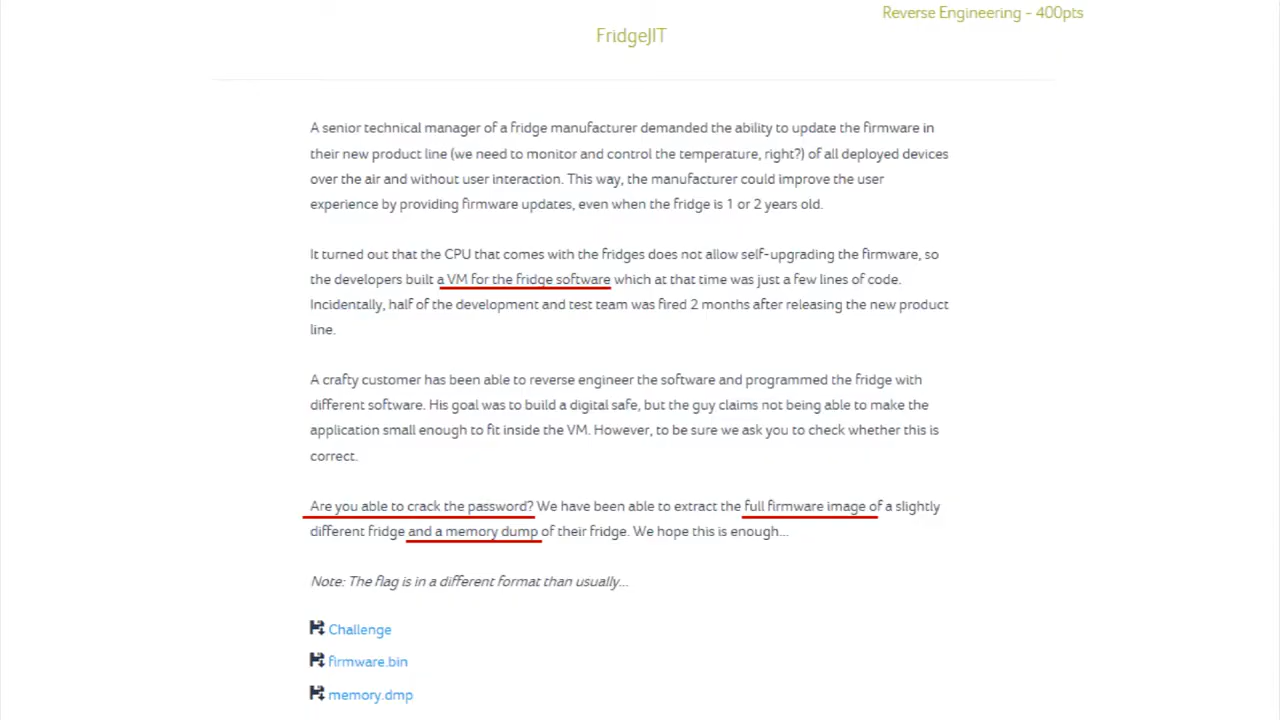 Reverse Engineering - 400pts
FridgeJIT
A senior technical manager of a fridge manufacturer demanded the ability to update the firmware in
their new product line (we need to monitor and control the temperature, right?) of all deployed devices
over the air and without user interaction. This way, the manufacturer could improve the user
experience by providing firmware updates, even when the fridge is 1 or 2 years old.
It turned out that the CPU that comes with the fridges does not allow self-upgrading the firmware, so
the developers built a VM for the fridge software which at that time was just a few lines of code.
Incidentally, half of the development and test team was fired 2 months after releasing the new product
line.
A crafty customer has been able to reverse engineer the software and programmed the fridge with
different software. His goal was to build a digital safe, but the guy claims not being able to make the
application small enough to fit inside the VM. However, to be sure we ask you to check whether this is
correct.
Are you able to crack the password? We have been able to extract the full firmware image of a slightly
different fridge and a memory dump of their fridge. We hope this is enough...
Note: The flag is in a different format than usually...
Challenge
firmware.bin
memory.dmp